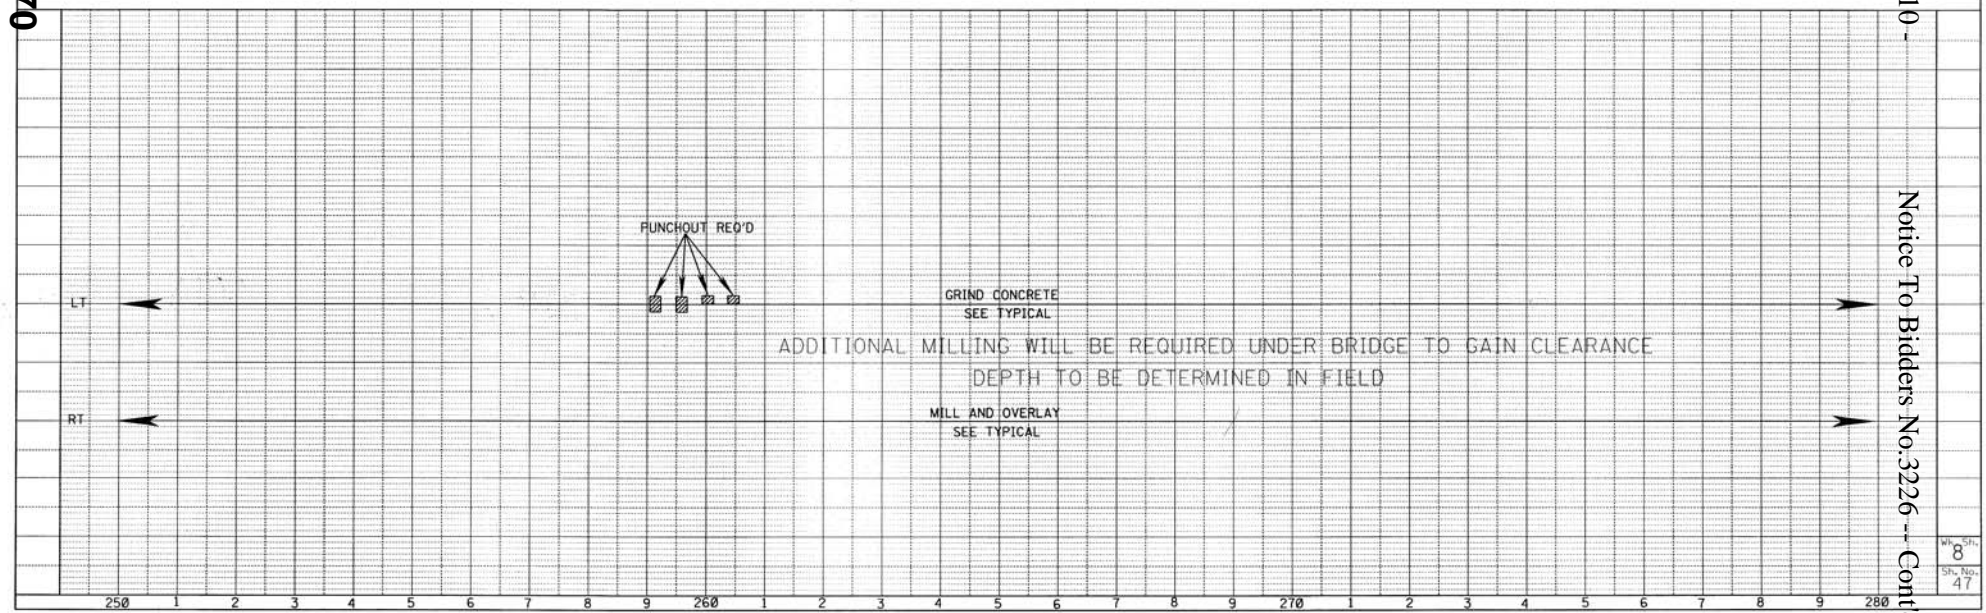 PUNCHOUT REQ'D
LT
GRIND CONCRETE
SEE TYPICAL
ADDITIONAL MILLING WILL BE REQUIRED UNDER BRIDGE TO GAIN CLEARANCE
DEPTH TO BE DETERMINED IN FIELD
RT
MILL AND OVERLAY
SEE TYPICAL
250 1 2 3 4 5 6 7 8 9 260 1 2 3 4 5 6 7 8 9 270 1 2 3 4 5 6 7 8 9 280
10 -
Notice To Bidders No.3226 -- Cont
Wk. Sh.
8
Sh. No.
47